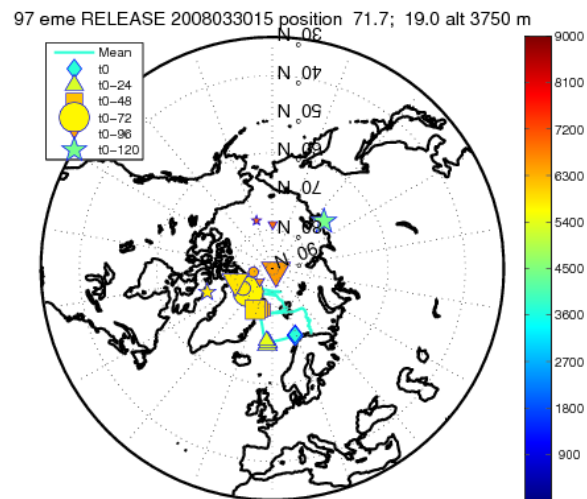 97 eme RELEASE 2008033015 position 71.7; 19.0 alt 3750 m
Mean
t0
t0-24
t0-48
t0-72
t0-96
t0-120
30° N
40° N
50° N
60° N
70° N
80° N
90° N
9000
8100
7200
6300
5400
4500
3600
2700
1800
900